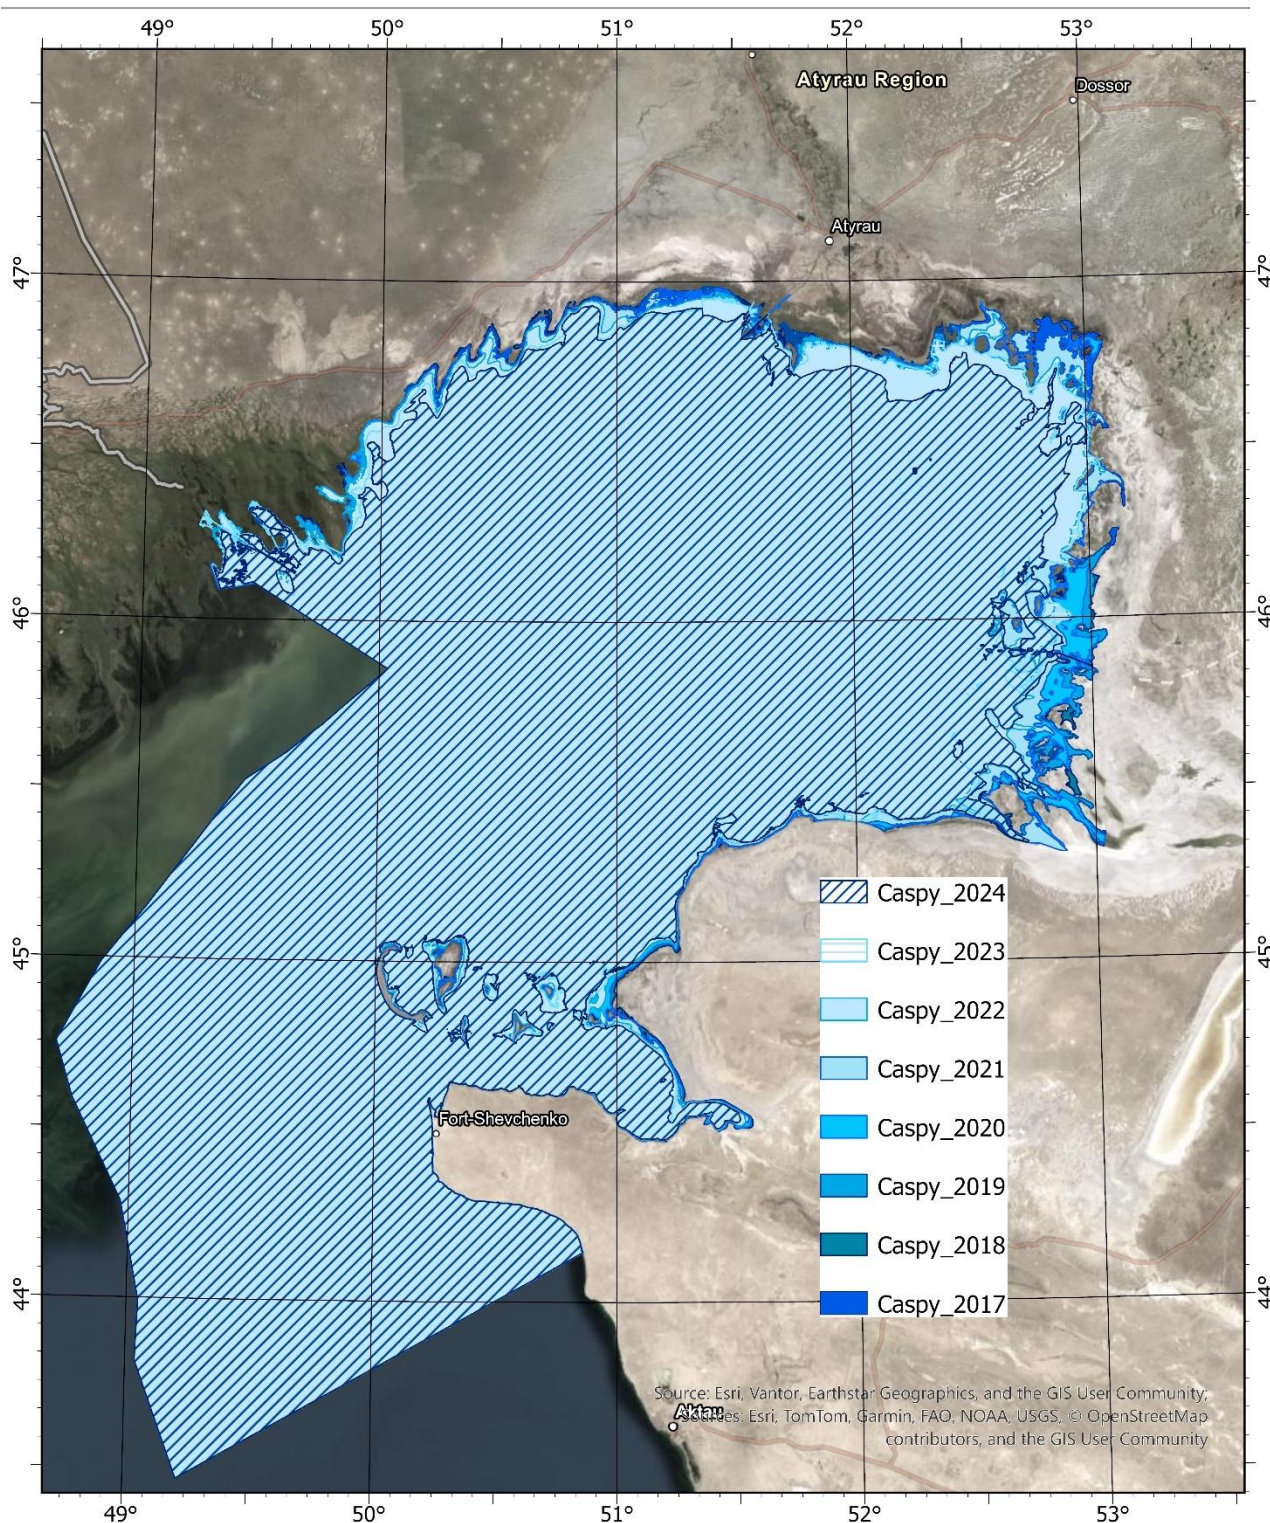 49° 50° 51° 52° 53°
Atyrau Region
Dossor
Atyrau
47° 47°
46° 46°
Caspy_2024
Caspy_2023
45° 45°
Caspy_2022
Caspy_2021
Fort-Shevchenko
Caspy_2020
Caspy_2019
Caspy_2018
44° 44°
Caspy_2017
Source: Esri, Vantor, Earthstar Geographics, and the GIS User Community;
Aktau
Sources: Esri, TomTom, Garmin, FAO, NOAA, USGS, © OpenStreetMap
contributors, and the GIS User Community
49° 50° 51° 52° 53°